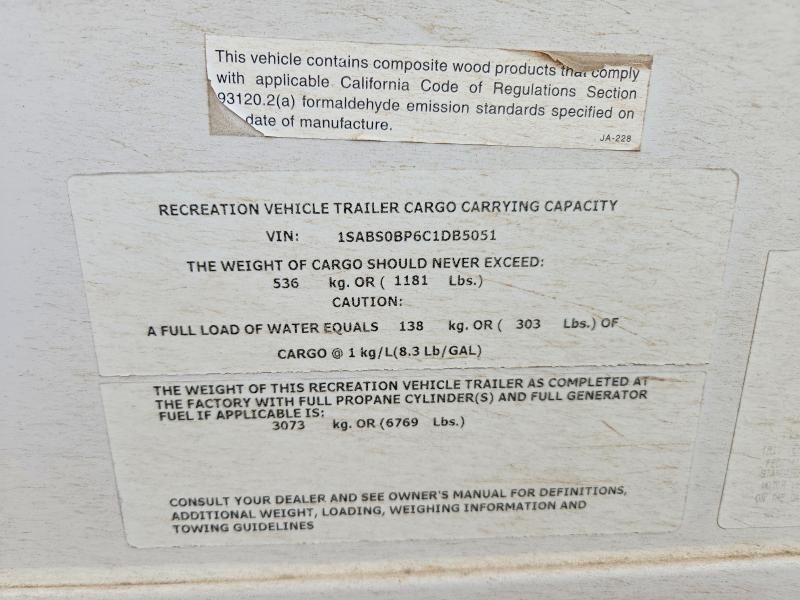 This vehicle contains composite wood products that comply
with applicable California Code of Regulations Section
93120.2(a) formaldehyde emission standards specified on
date of manufacture.
JA-228
RECREATION VEHICLE TRAILER CARGO CARRYING CAPACITY
VIN: 1SABS0BP6C1DB5051
THE WEIGHT OF CARGO SHOULD NEVER EXCEED:
536 kg. OR ( 1181 Lbs.)
CAUTION:
A FULL LOAD OF WATER EQUALS 138 kg. OR ( 303 Lbs.) OF
CARGO @ 1 kg/L(8.3 Lb/GAL)
THE WEIGHT OF THIS RECREATION VEHICLE TRAILER AS COMPLETED AT
THE FACTORY WITH FULL PROPANE CYLINDER(S) AND FULL GENERATOR
FUEL IF APPLICABLE IS:
3073 kg. OR (6769 Lbs.)
CONSULT YOUR DEALER AND SEE OWNER'S MANUAL FOR DEFINITIONS,
ADDITIONAL WEIGHT, LOADING, WEIGHING INFORMATION AND
TOWING GUIDELINES